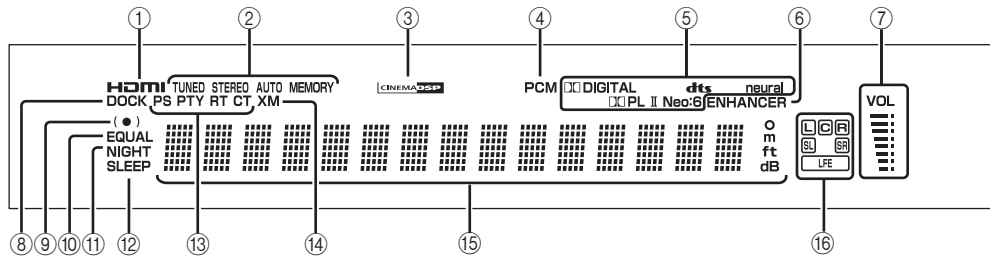 ① ② ③ ④ ⑤ ⑥ ⑦
HDMI TUNED STEREO AUTO MEMORY CINEMA DSP PCM DIGITAL dts neural VOL
DOCK PS PTY RT CT XM PL II Neo:6 ENHANCER
EQUAL
NIGHT
SLEEP
o
m
ft
dB
L C R
SL SR
LFE
⑧ ⑨ ⑩ ⑪ ⑫ ⑬ ⑭ ⑮ ⑯